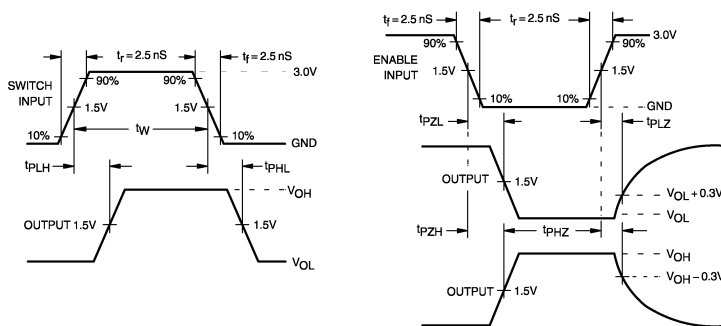 tr = 2.5 nS
tf = 2.5 nS
SWITCH INPUT
90%
90%
3.0V
1.5V
1.5V
tW
10%
10%
GND
tPLH
tPHL
VOH
OUTPUT 1.5V
1.5V
VOL
tf = 2.5 nS
tr = 2.5 nS
90%
90%
3.0V
ENABLE INPUT
1.5V
1.5V
10%
10%
GND
tPZL
tPLZ
OUTPUT
1.5V
VOL + 0.3V
VOL
tPZH
tPHZ
VOH
VOH – 0.3V
OUTPUT
1.5V